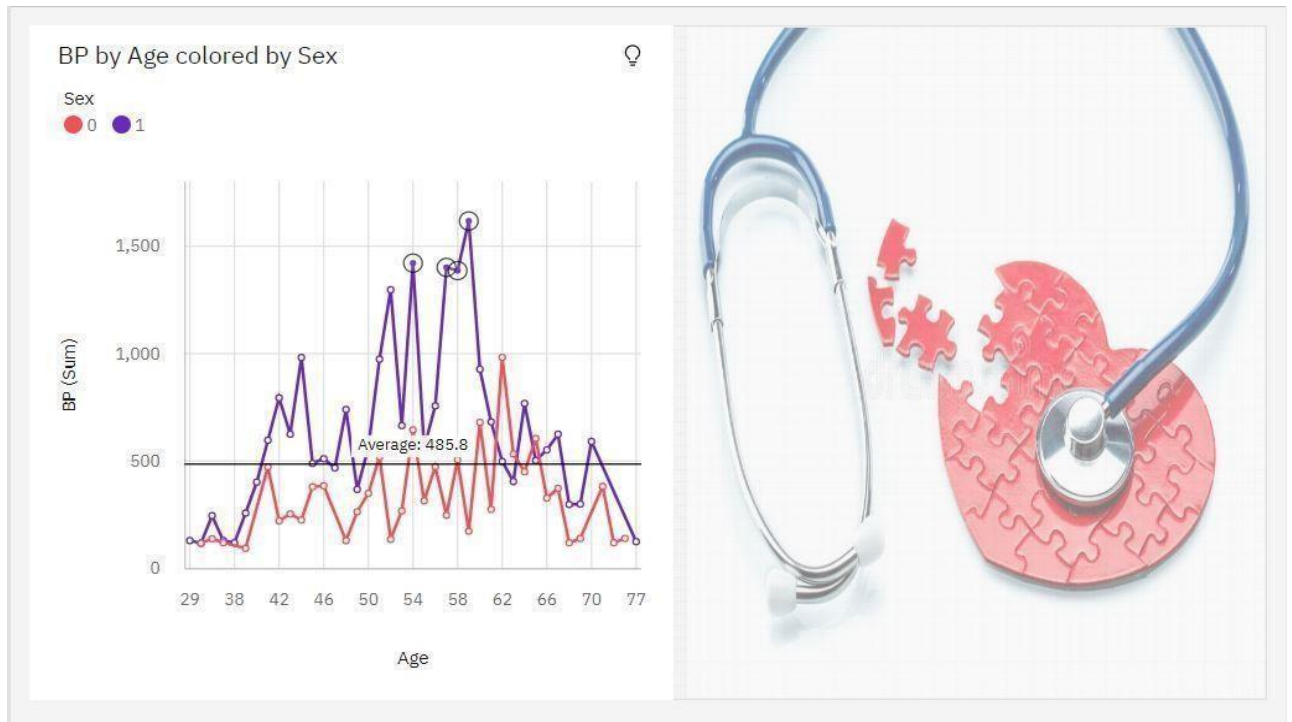 BP by Age colored by Sex
Sex
0 1
1,500
1,000
Average: 485.8
500
0
BP (Sum)
29 38 42 46 50 54 58 62 66 70 77
Age